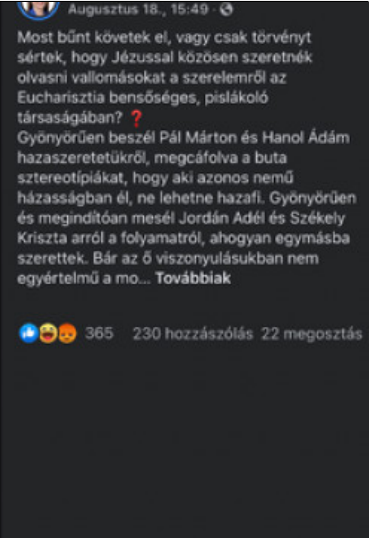 Augusztus 18., 15:49 ·
Most bűnt követek el, vagy csak törvényt
sértek, hogy Jézussal közösen szeretnék
olvasni vallomásokat a szerelemről az
Eucharisztia bensőséges, pislákoló
társaságában? ❓
Gyönyörűen beszél Pál Márton és Hanol Ádám
hazaszeretetükről, megcáfolva a buta
sztereotípiákat, hogy aki azonos nemű
házasságban él, ne lehetne hazafi. Gyönyörűen
és megindítóan mesél Jordán Adél és Székely
Kriszta arról a folyamatról, ahogyan egymásba
szerettek. Bár az ő viszonyulásukban nem
egyértelmű a mo... Továbbiak
365 230 hozzászólás 22 megosztás